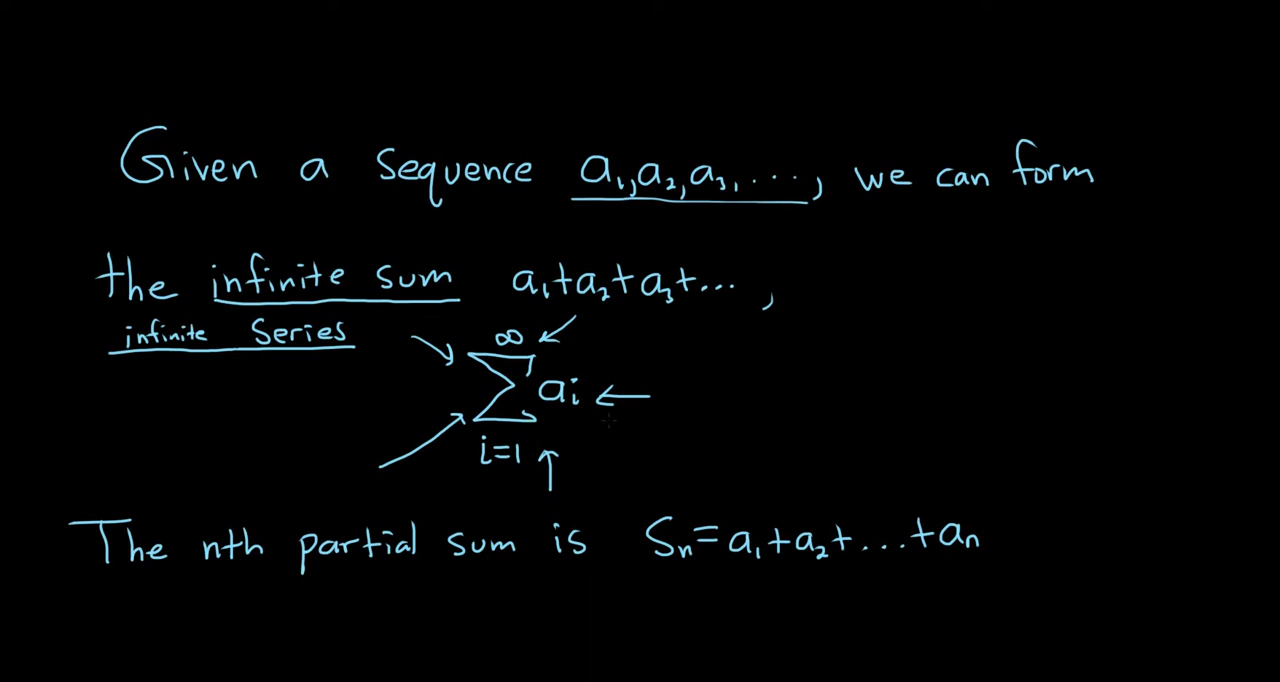 Given a sequence a₁, a₂, a₃, ..., we can form
the infinite sum a₁+a₂+a₃+...,
infinite Series
∞
∑ aᵢ
i=1
The nth partial sum is Sₙ=a₁+a₂+...+aₙ